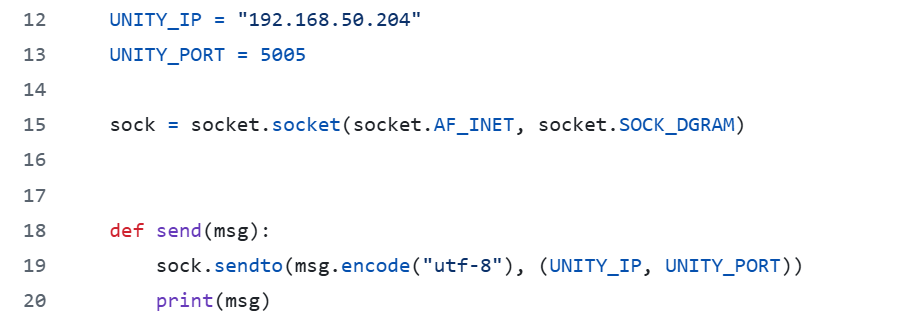 12 UNITY_IP = "192.168.50.204"
13 UNITY_PORT = 5005
14
15 sock = socket.socket(socket.AF_INET, socket.SOCK_DGRAM)
16
17
18 def send(msg):
19     sock.sendto(msg.encode("utf-8"), (UNITY_IP, UNITY_PORT))
20     print(msg)